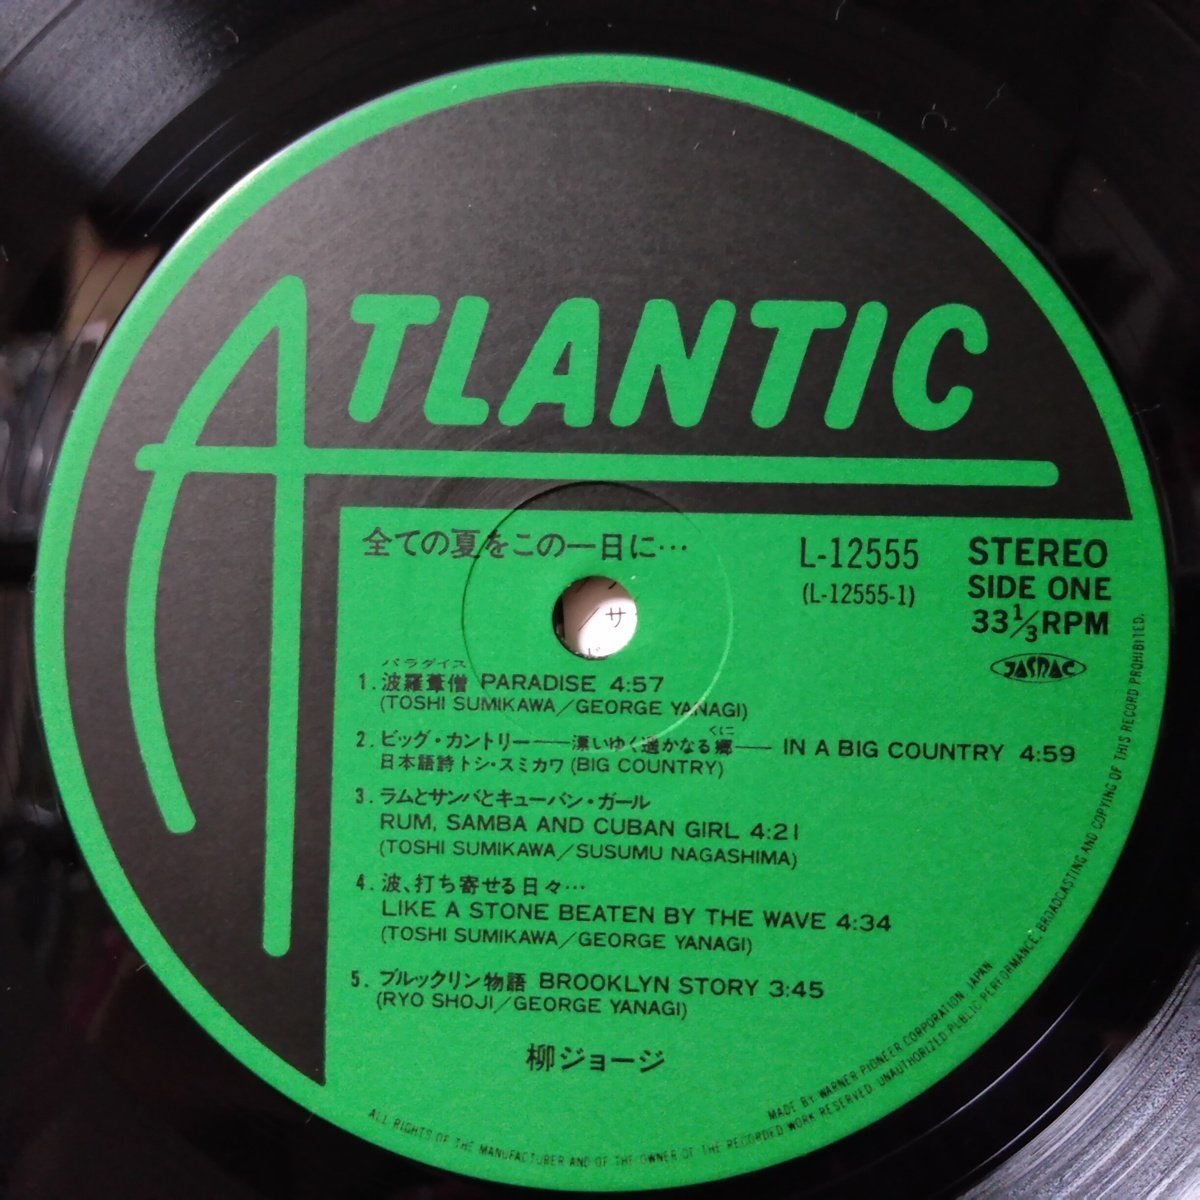 ATLANTIC
全ての夏をこの一日に…
L-12555
(L-12555-1)
STEREO
SIDE ONE
33 1/3 RPM
JASRAC
パラダイス
1. 波羅葦僧 PARADISE 4:57
(TOSHI SUMIKAWA/GEORGE YANAGI)
くに
2. ビッグ・カントリー――漂いゆく遥かなる郷―― IN A BIG COUNTRY 4:59
日本語詩トシ・スミカワ (BIG COUNTRY)
3. ラムとサンバとキューバン・ガール
RUM, SAMBA AND CUBAN GIRL 4:21
(TOSHI SUMIKAWA/SUSUMU NAGASHIMA)
4. 波、打ち寄せる日々…
LIKE A STONE BEATEN BY THE WAVE 4:34
(TOSHI SUMIKAWA/GEORGE YANAGI)
5. ブルックリン物語 BROOKLYN STORY 3:45
(RYO SHOJI/GEORGE YANAGI)
柳ジョージ
MADE BY WARNER PIONEER CORPORATION, JAPAN
ALL RIGHTS OF THE MANUFACTURER AND OF THE OWNER OF THE RECORDED WORK RESERVED. UNAUTHORIZED PUBLIC PERFORMANCE, BROADCASTING AND COPYING OF THIS RECORD PROHIBITED.